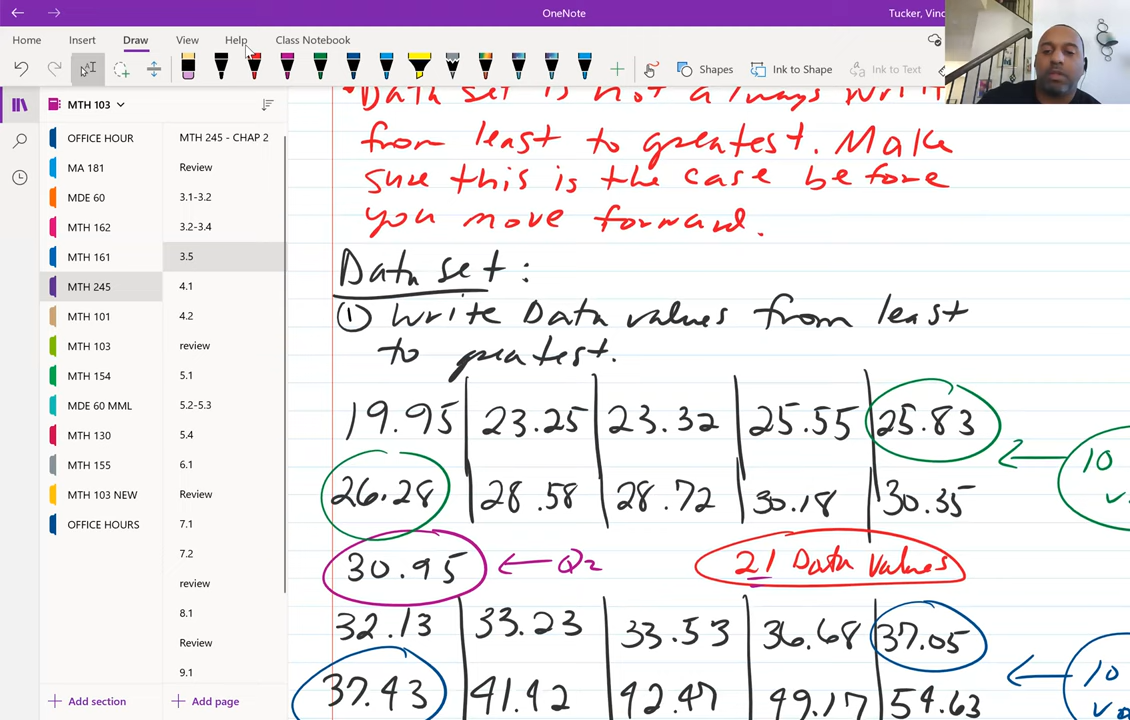 OneNote
Tucker, Vinc
Home Insert Draw View Help Class Notebook
Shapes Ink to Shape Ink to Text
MTH 103
OFFICE HOUR
MA 181
MDE 60
MTH 162
MTH 161
MTH 245
MTH 101
MTH 103
MTH 154
MDE 60 MML
MTH 130
MTH 155
MTH 103 NEW
OFFICE HOURS
Add section
MTH 245 - CHAP 2
Review
3.1-3.2
3.2-3.4
3.5
4.1
4.2
review
5.1
5.2-5.3
5.4
6.1
Review
7.1
7.2
review
8.1
Review
9.1
Add page
• Data set is not always writt
from least to greatest. Make
sure this is the case before
you move forward.
Data set :
① Write Data values from least
to greatest.
19.95 23.25 23.32 25.55 25.83
10
26.28 28.58 28.72 30.18 30.35
v
30.95 ← Q2 21 Data values
32.13 33.23 33.53 36.68 37.05
10
37.43 41.42 42.47 49.17 54.63